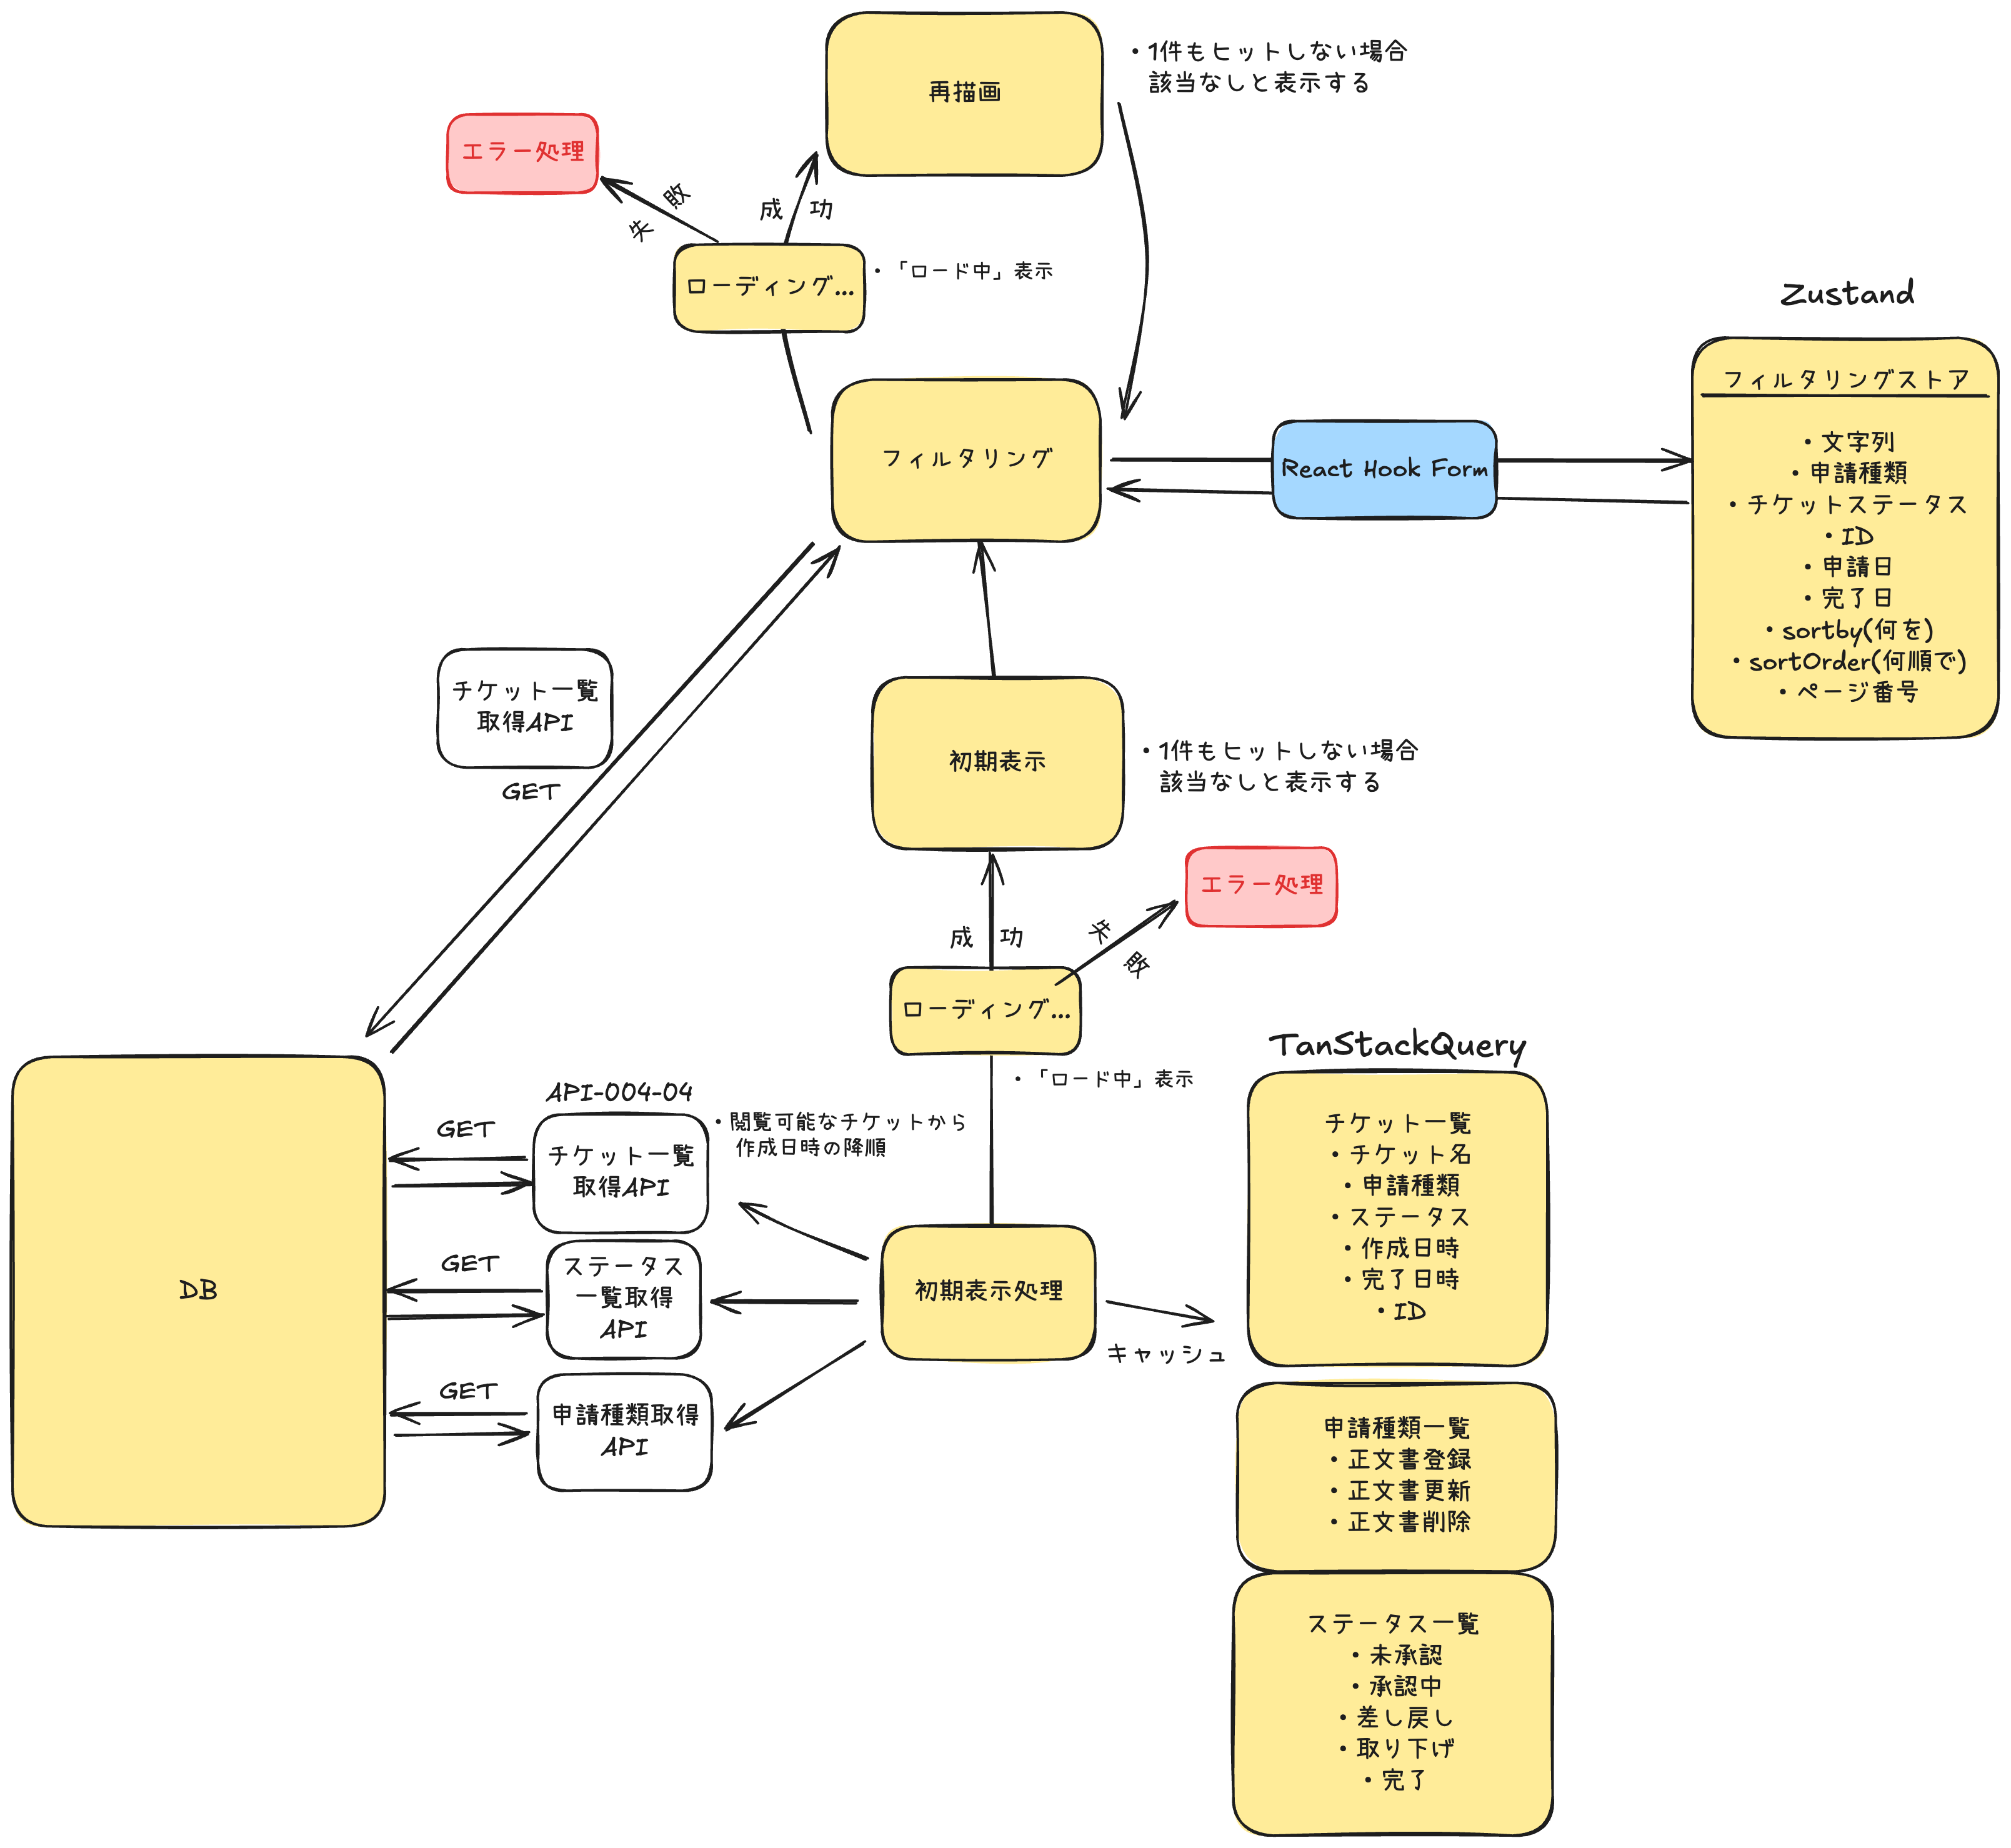 再描画
・1件もヒットしない場合
該当なしと表示する
エラー処理
失敗
成功
ローディング...
・「ロード中」表示
Zustand
フィルタリングストア
・文字列
・申請種類
・チケットステータス
・ID
・申請日
・完了日
・sortby(何を)
・sortOrder(何順で)
・ページ番号
フィルタリング
React Hook Form
チケット一覧
取得API
GET
初期表示
・1件もヒットしない場合
該当なしと表示する
エラー処理
成功
失敗
ローディング...
・「ロード中」表示
TanStackQuery
チケット一覧
・チケット名
・申請種類
・ステータス
・作成日時
・完了日時
・ID
API-004-04
GET
チケット一覧
取得API
・閲覧可能なチケットから
作成日時の降順
DB
GET
ステータス
一覧取得
API
初期表示処理
キャッシュ
GET
申請種類取得
API
申請種類一覧
・正文書登録
・正文書更新
・正文書削除
ステータス一覧
・未承認
・承認中
・差し戻し
・取り下げ
・完了